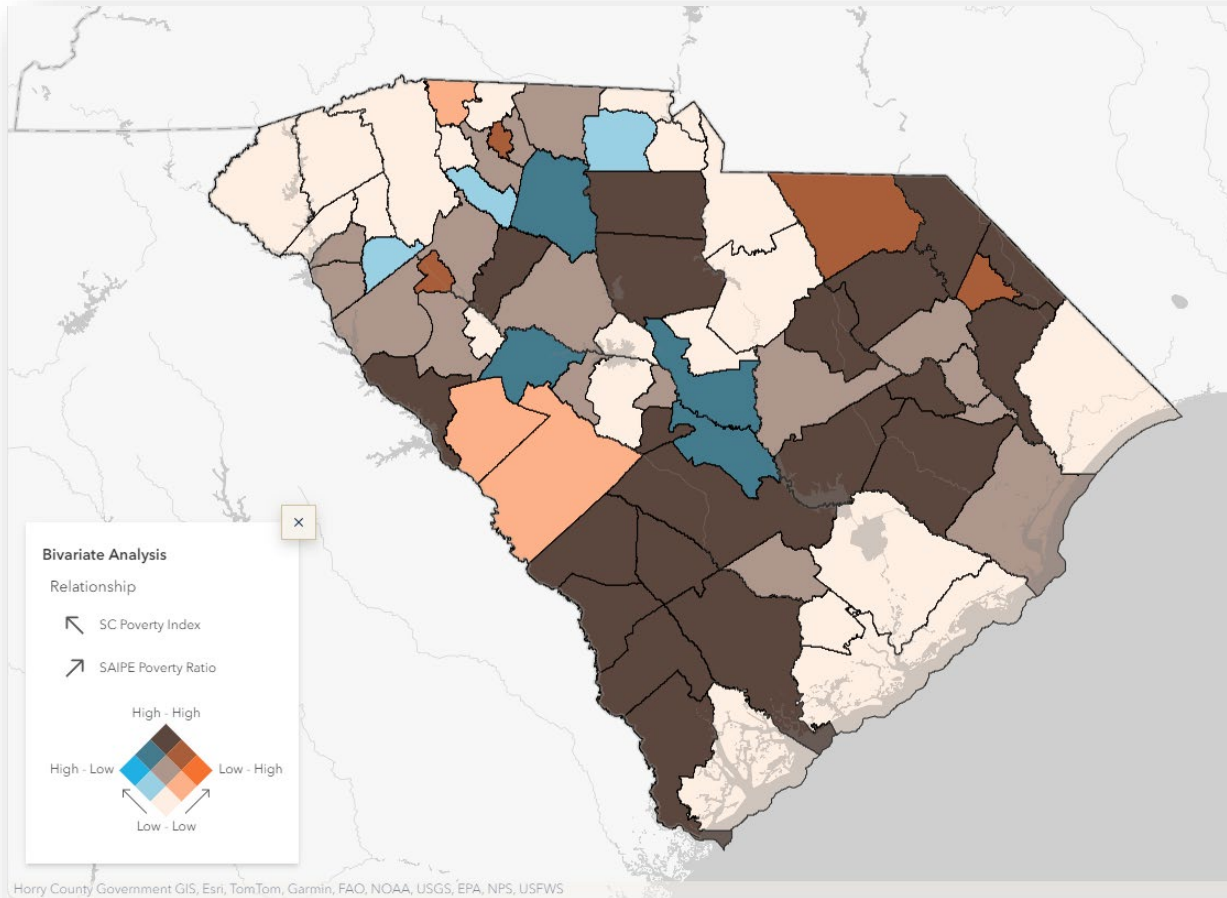 ×
Bivariate Analysis
Relationship
SC Poverty Index
SAIPE Poverty Ratio
High - High
High - Low
Low - High
Low - Low
Horry County Government GIS, Esri, TomTom, Garmin, FAO, NOAA, USGS, EPA, NPS, USFWS